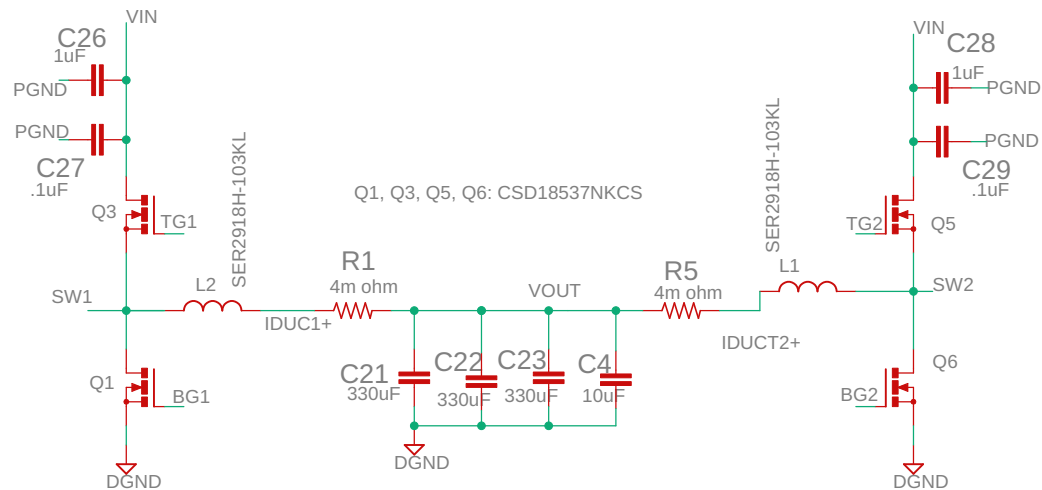 VIN
C26
1uF
PGND
PGND
C27
.1uF
Q3
TG1
SER2918H-103KL
Q1, Q3, Q5, Q6: CSD18537NKCS
SER2918H-103KL
VIN
C28
1uF
PGND
PGND
C29
.1uF
TG2
Q5
SW1
L2
IDUC1+
R1
4m ohm
VOUT
R5
4m ohm
L1
SW2
IDUCT2+
Q1
BG1
C21
330uF
C22
330uF
C23
330uF
C4
10uF
BG2
Q6
DGND
DGND
DGND